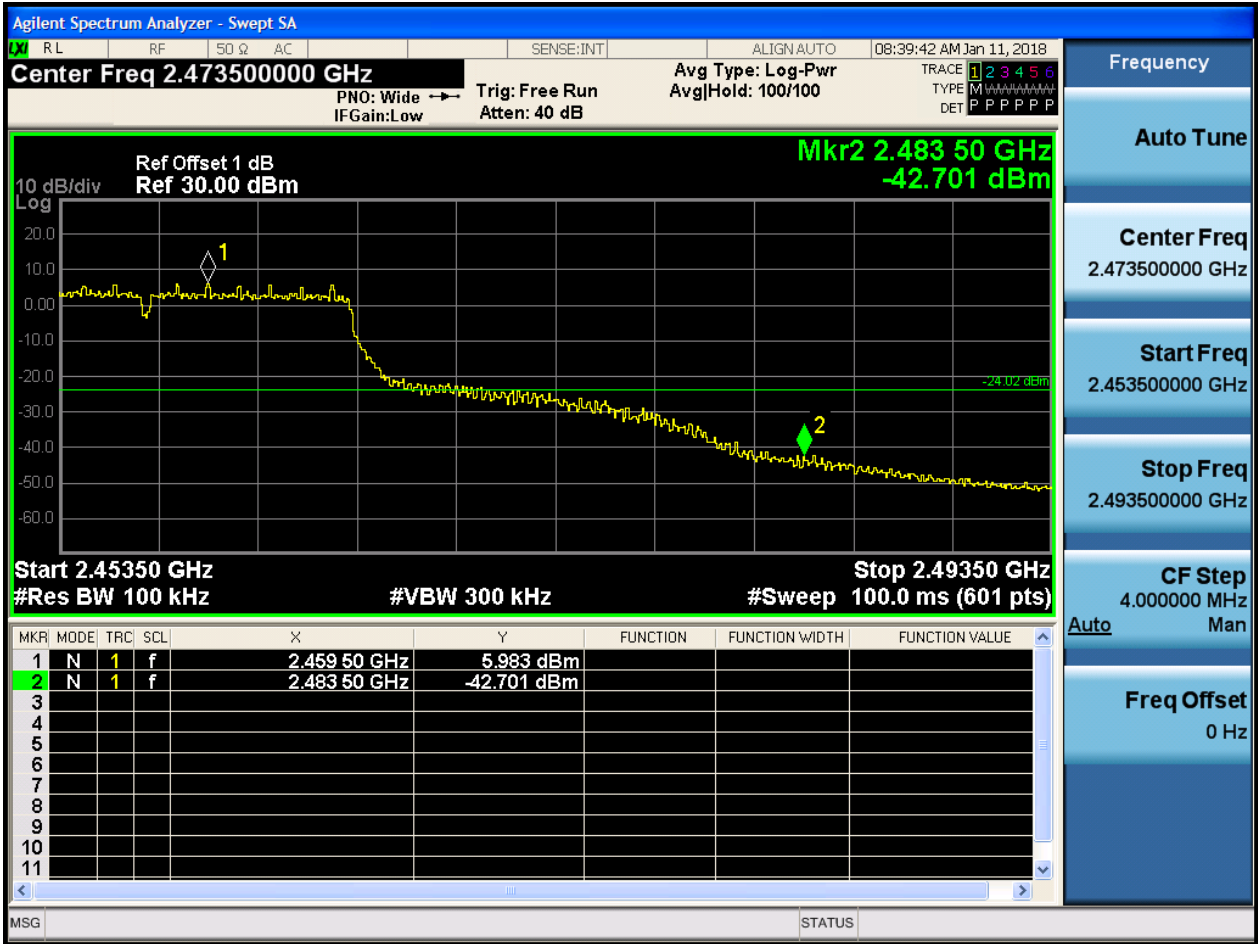 Agilent Spectrum Analyzer - Swept SA
LXI RL RF 50 Ω AC SENSE:INT ALIGN AUTO 08:39:42 AM Jan 11, 2018
Center Freq 2.473500000 GHz
PNO: Wide
IFGain:Low
Trig: Free Run
Atten: 40 dB
Avg Type: Log-Pwr
Avg|Hold: 100/100
TRACE 1 2 3 4 5 6
TYPE M WWWWW
DET P P P P P P
Mkr2 2.483 50 GHz
-42.701 dBm
Ref Offset 1 dB
10 dB/div Ref 30.00 dBm
Log
20.0
10.0
0.00
-10.0
-20.0
-30.0
-40.0
-50.0
-60.0
1
-24.02 dBm
2
Start 2.45350 GHz Stop 2.49350 GHz
#Res BW 100 kHz #VBW 300 kHz #Sweep 100.0 ms (601 pts)
MKR MODE TRC SCL X Y FUNCTION FUNCTION WIDTH FUNCTION VALUE
1 N 1 f 2.459 50 GHz 5.983 dBm
2 N 1 f 2.483 50 GHz -42.701 dBm
3
4
5
6
7
8
9
10
11
MSG STATUS
Frequency
Auto Tune
Center Freq
2.473500000 GHz
Start Freq
2.453500000 GHz
Stop Freq
2.493500000 GHz
CF Step
4.000000 MHz
Auto Man
Freq Offset
0 Hz